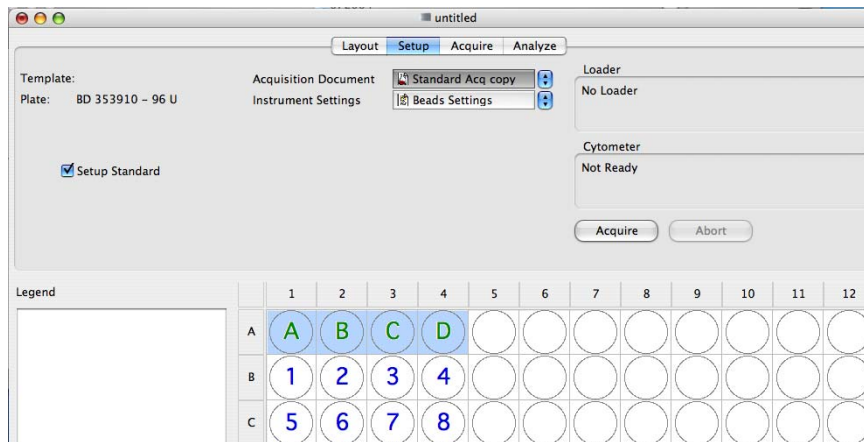 untitled
Layout Setup Acquire Analyze
Template:
Plate: BD 353910 – 96 U
Setup Standard
Acquisition Document Standard Acq copy
Instrument Settings Beads Settings
Loader
No Loader
Cytometer
Not Ready
Acquire Abort
Legend
1 2 3 4 5 6 7 8 9 10 11 12
A A B C D
B 1 2 3 4
C 5 6 7 8